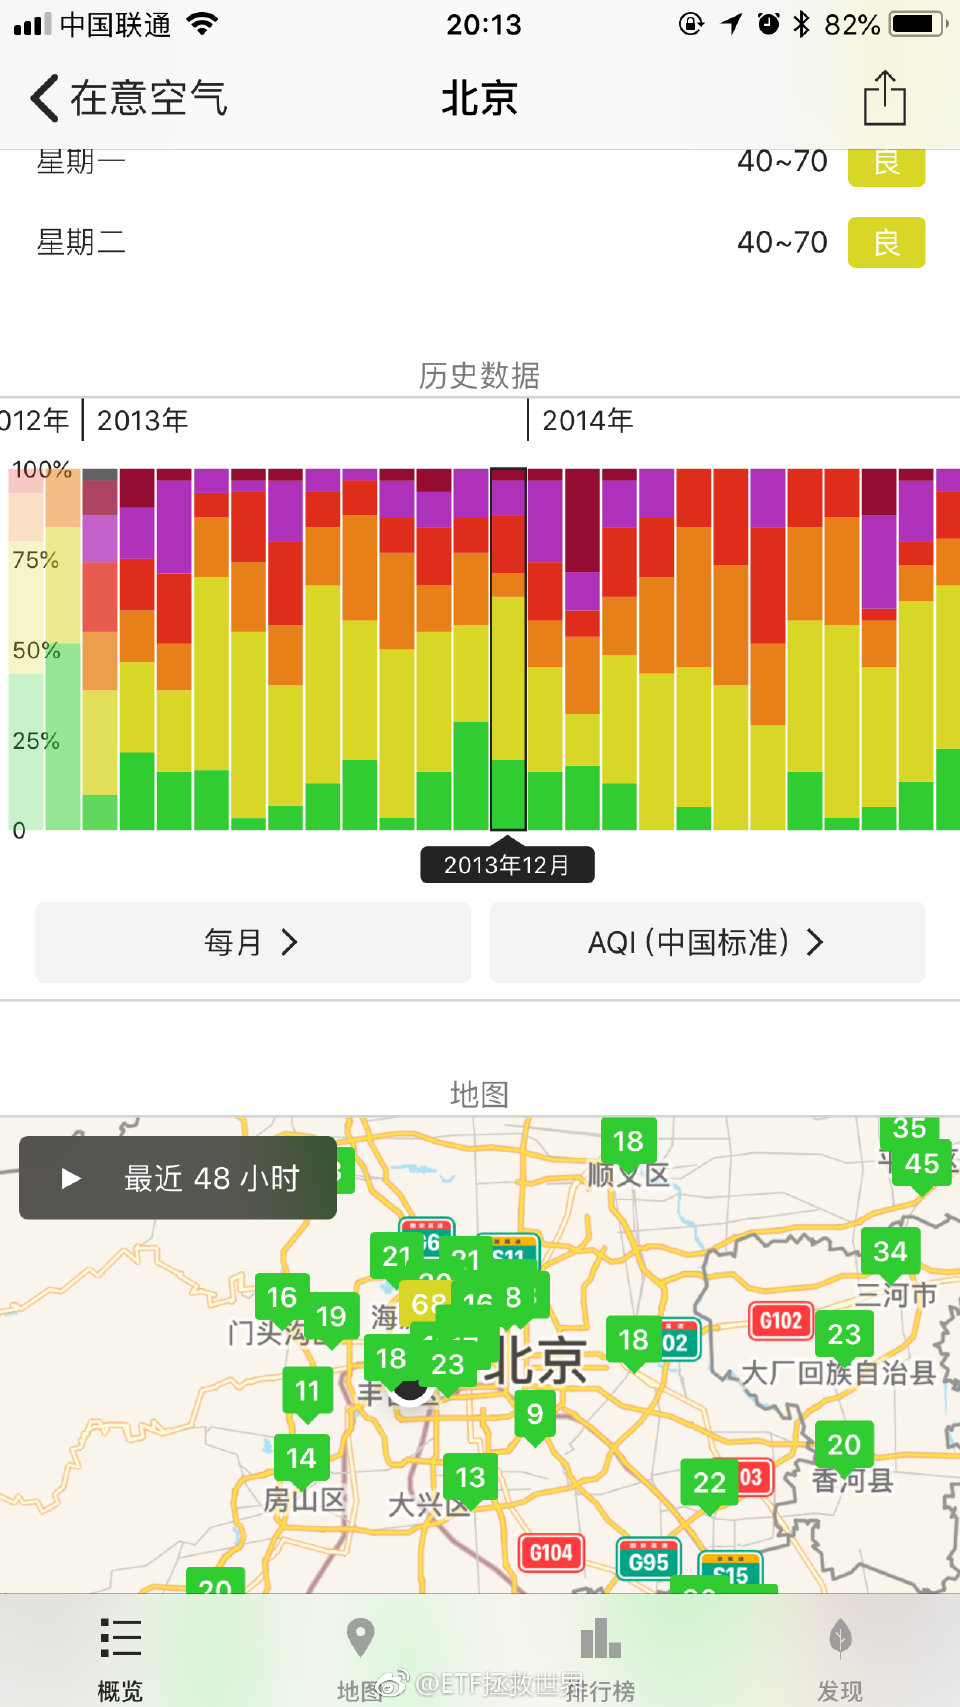 中国联通 20:13 82%
在意空气 北京
星期一 40~70 良
星期二 40~70 良
历史数据
012年 2013年 2014年
100%
75%
50%
25%
0
2013年12月
每月 AQI (中国标准)
地图
最近 48 小时
18
35
45
顺义区
G6
S11
21
21
34
三河市
16
19
68
16
8
门头沟
G102
23
18
02
18
23
北京
大厂回族自治县
11
9
20
14
13
22
03
香河县
房山区
大兴区
G104
G95
S15
20
概览 地图 排行榜 发现
@ETF拯救世界